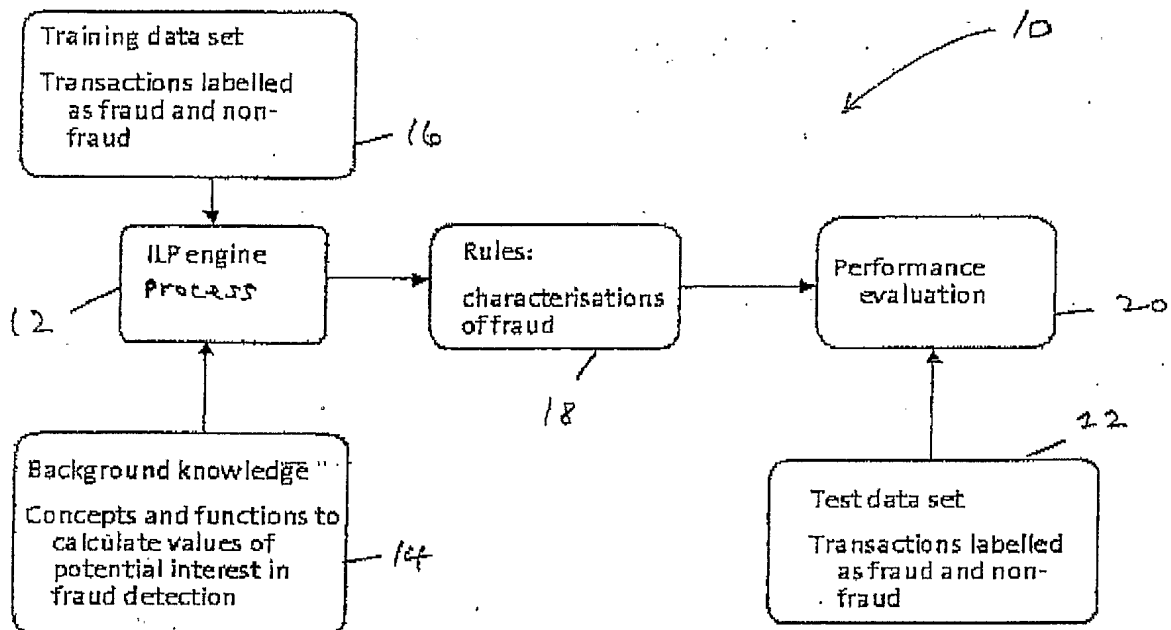 Training data set
Transactions labelled
as fraud and non-
fraud
10
16
ILP engine
Process
12
Rules:
characterisations
of fraud
18
Performance
evaluation
20
Background knowledge
Concepts and functions to
calculate values of
potential interest in
fraud detection
14
22
Test data set
Transactions labelled
as fraud and non-
fraud